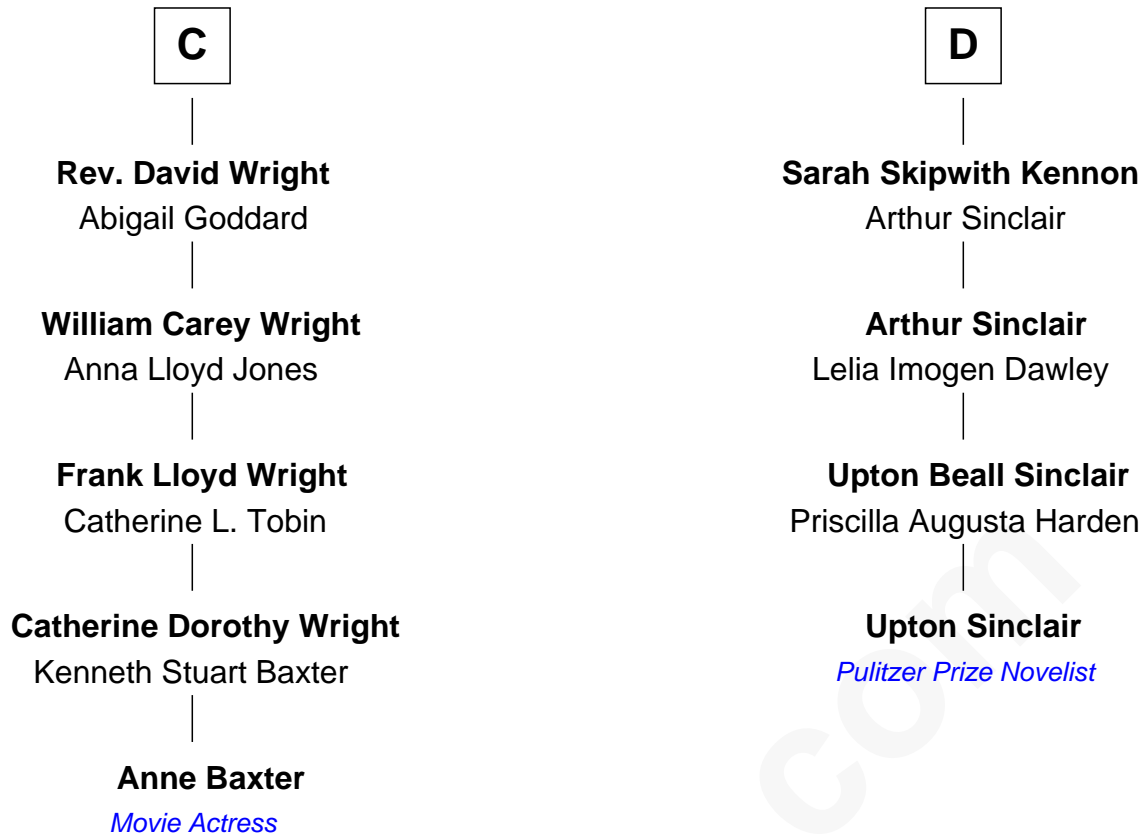 C
Rev. David Wright
Abigail Goddard
William Carey Wright
Anna Lloyd Jones
Frank Lloyd Wright
Catherine L. Tobin
Catherine Dorothy Wright
Kenneth Stuart Baxter
Anne Baxter
Movie Actress
D
Sarah Skipwith Kennon
Arthur Sinclair
Arthur Sinclair
Lelia Imogen Dawley
Upton Beall Sinclair
Priscilla Augusta Harden
Upton Sinclair
Pulitzer Prize Novelist
com